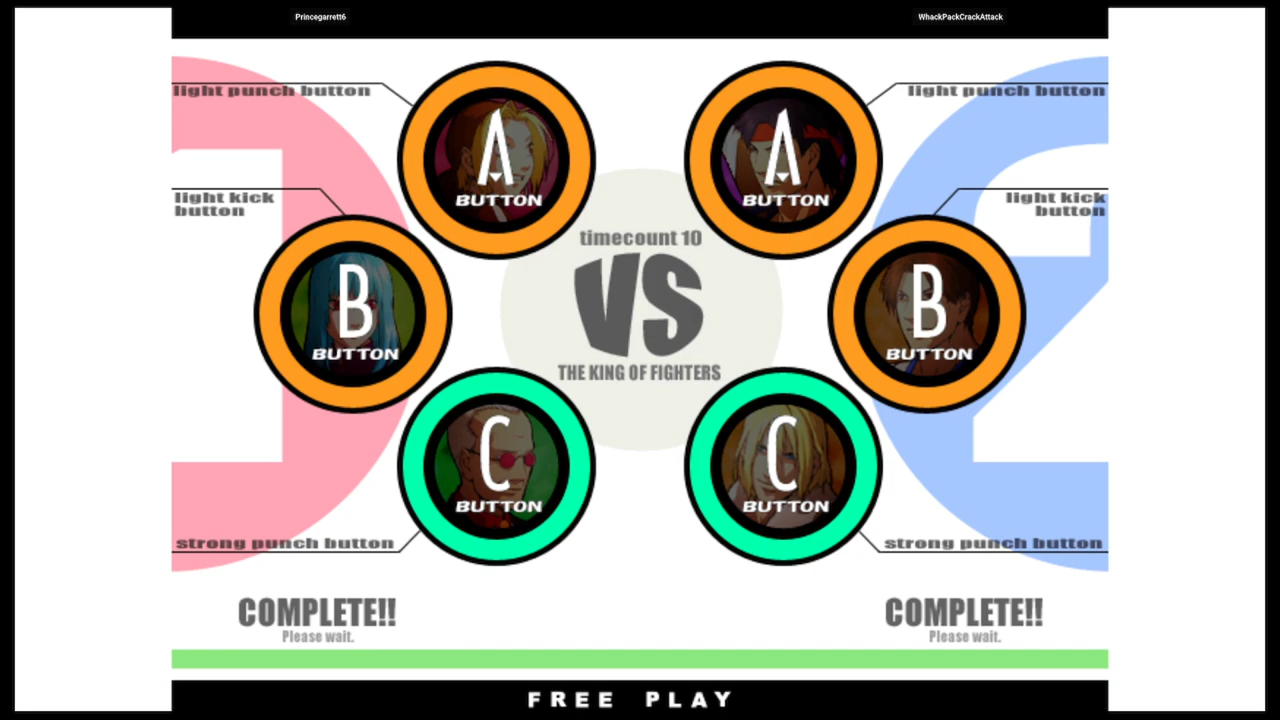 Princegarrett6
WhackPackCrackAttack
light punch button
A
BUTTON
A
BUTTON
light punch button
light kick
button
B
BUTTON
timecount 10
VS
THE KING OF FIGHTERS
light kick
button
B
BUTTON
1
2
C
BUTTON
C
BUTTON
strong punch button
strong punch button
COMPLETE!!
Please wait.
COMPLETE!!
Please wait.
FREE PLAY